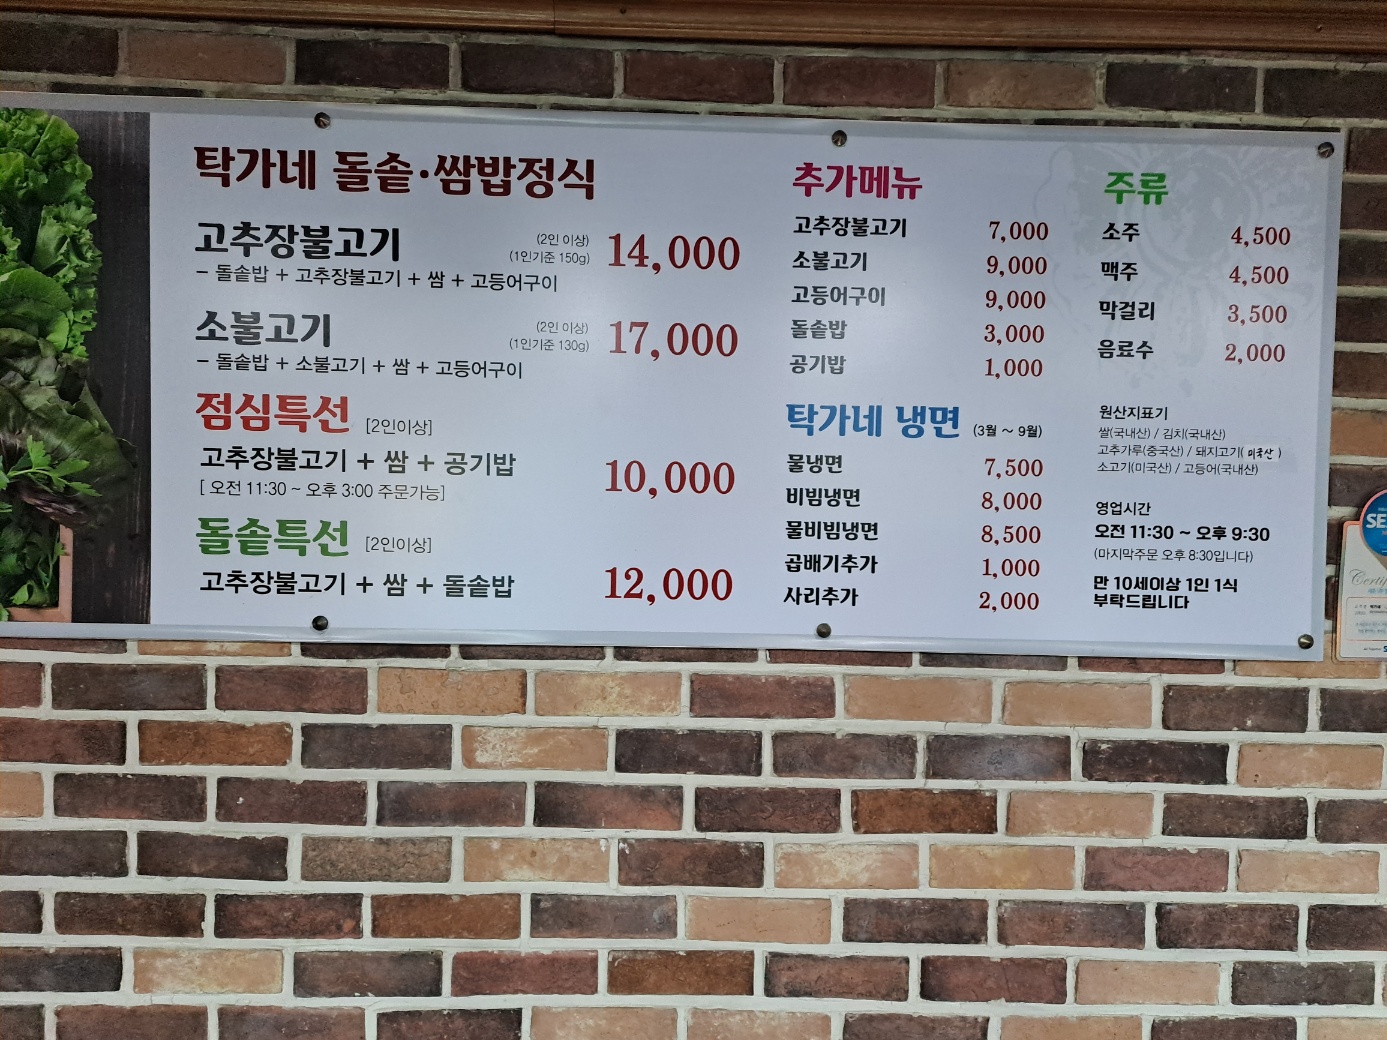 탁가네 돌솥·쌈밥정식
고추장불고기 (2인 이상) (1인기준 150g) 14,000
- 돌솥밥 + 고추장불고기 + 쌈 + 고등어구이
소불고기 (2인 이상) (1인기준 130g) 17,000
- 돌솥밥 + 소불고기 + 쌈 + 고등어구이
점심특선 [2인이상]
고추장불고기 + 쌈 + 공기밥 10,000
[ 오전 11:30 ~ 오후 3:00 주문가능]
돌솥특선 [2인이상]
고추장불고기 + 쌈 + 돌솥밥 12,000
추가메뉴
고추장불고기 7,000
소불고기 9,000
고등어구이 9,000
돌솥밥 3,000
공기밥 1,000
탁가네 냉면 (3월 ~ 9월)
물냉면 7,500
비빔냉면 8,000
물비빔냉면 8,500
곱배기추가 1,000
사리추가 2,000
주류
소주 4,500
맥주 4,500
막걸리 3,500
음료수 2,000
원산지표기
쌀(국내산) / 김치(국내산)
고추가루(중국산) / 돼지고기( 미국산 )
소고기(미국산) / 고등어(국내산)
영업시간
오전 11:30 ~ 오후 9:30
(마지막주문 오후 8:30입니다)
만 10세이상 1인 1식
부탁드립니다
SE
Certif